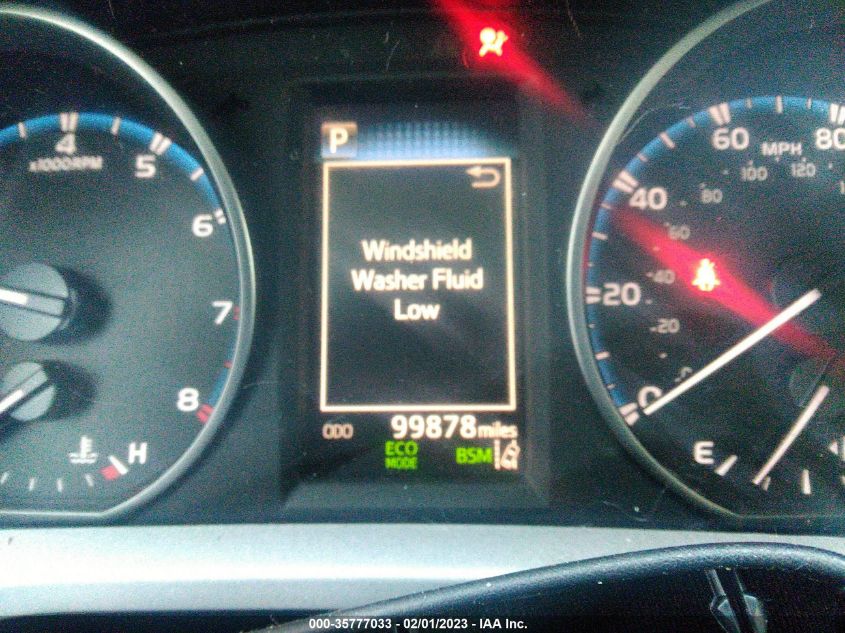 4
5
x1000RPM
6
7
8
H
P
Windshield
Washer Fluid
Low
ODO 99878 miles
ECO
MODE
BSM
60
80
MPH
100
120
40
80
60
20
40
20
0
E
000-35777033 - 02/01/2023 - IAA Inc.